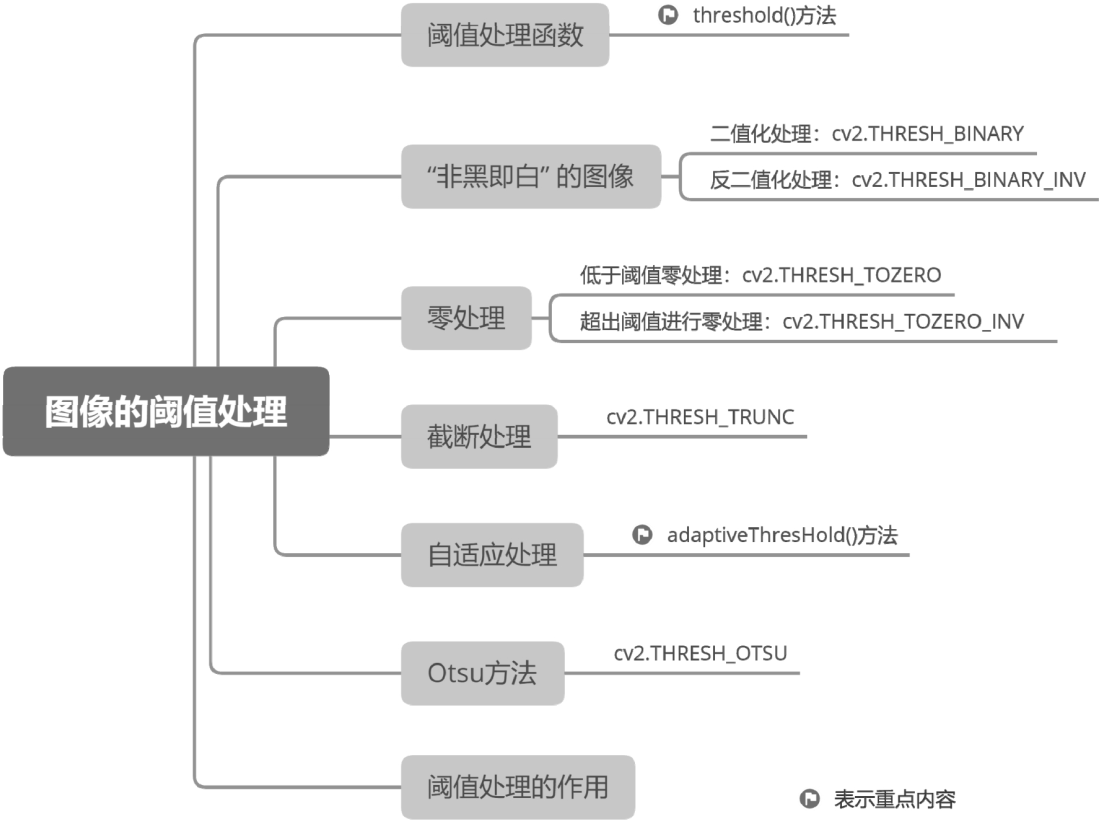 阈值处理函数
threshold()方法
“非黑即白” 的图像
二值化处理：cv2.THRESH_BINARY
反二值化处理：cv2.THRESH_BINARY_INV
零处理
低于阈值零处理：cv2.THRESH_TOZERO
超出阈值进行零处理：cv2.THRESH_TOZERO_INV
图像的阈值处理
截断处理
cv2.THRESH_TRUNC
自适应处理
adaptiveThresHold()方法
Otsu方法
cv2.THRESH_OTSU
阈值处理的作用
表示重点内容